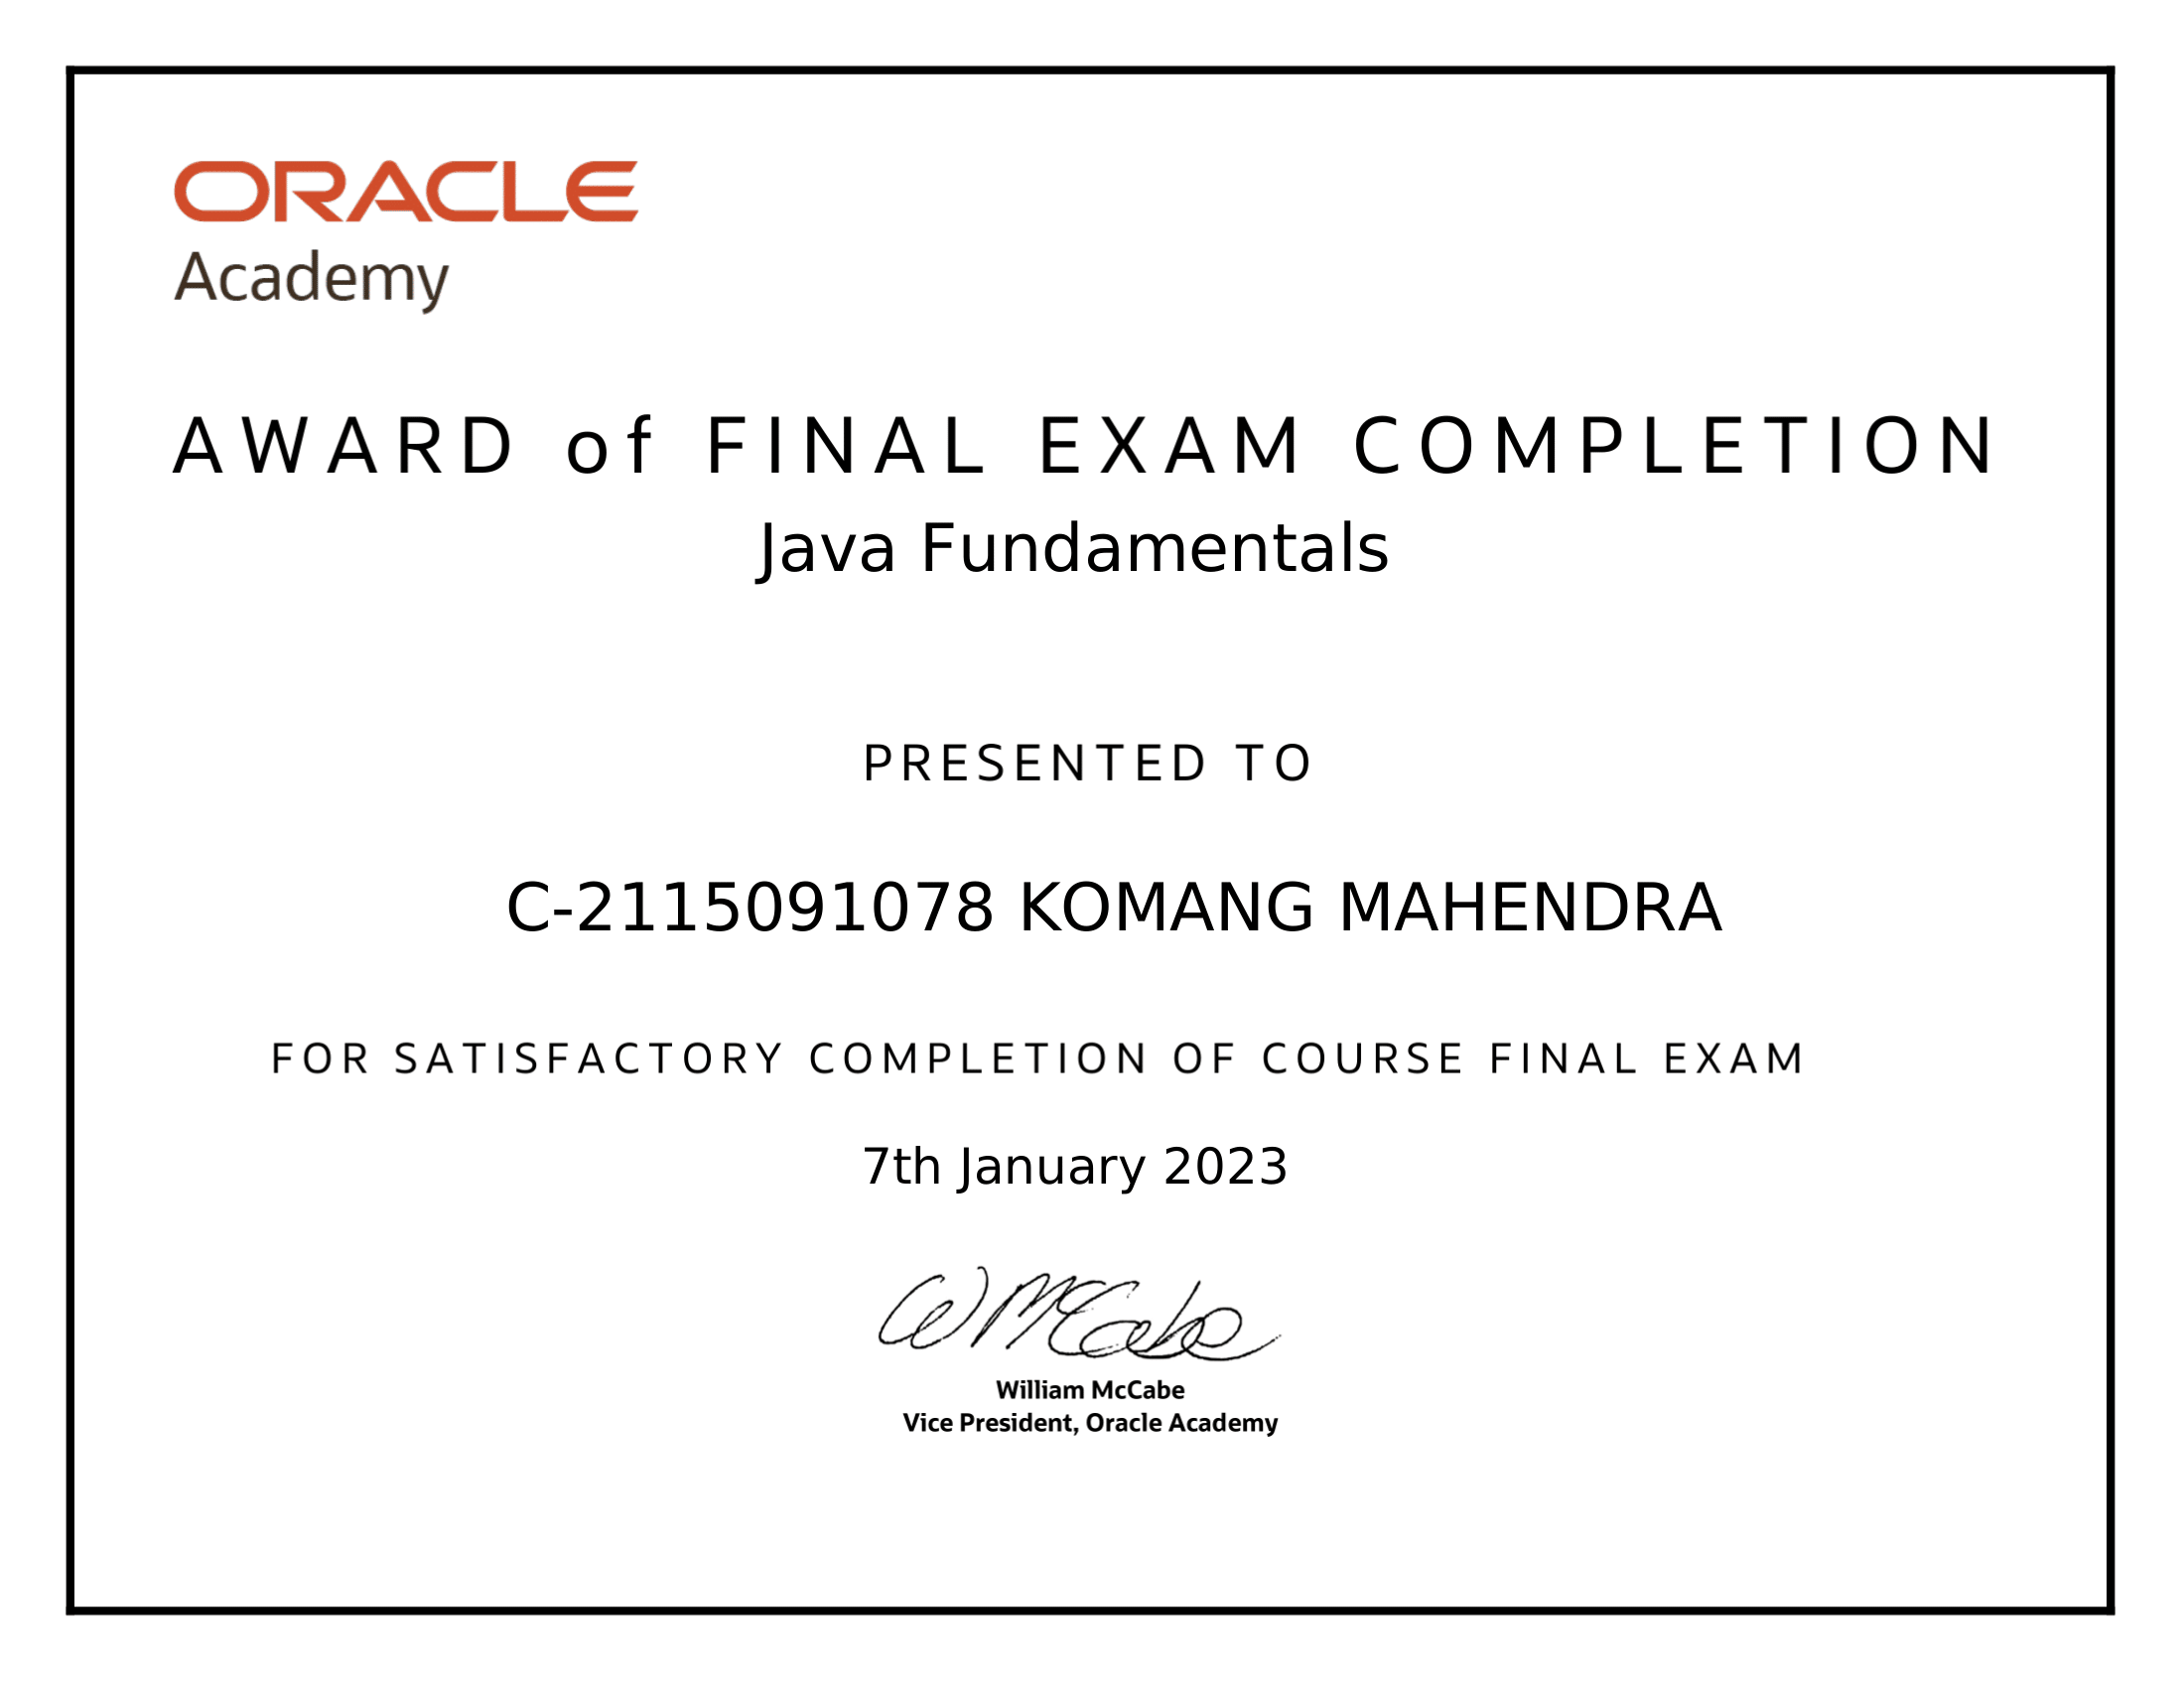 ORACLE
Academy
AWARD of FINAL EXAM COMPLETION
Java Fundamentals
PRESENTED TO
C-2115091078 KOMANG MAHENDRA
FOR SATISFACTORY COMPLETION OF COURSE FINAL EXAM
7th January 2023
W McCabe
William McCabe
Vice President, Oracle Academy